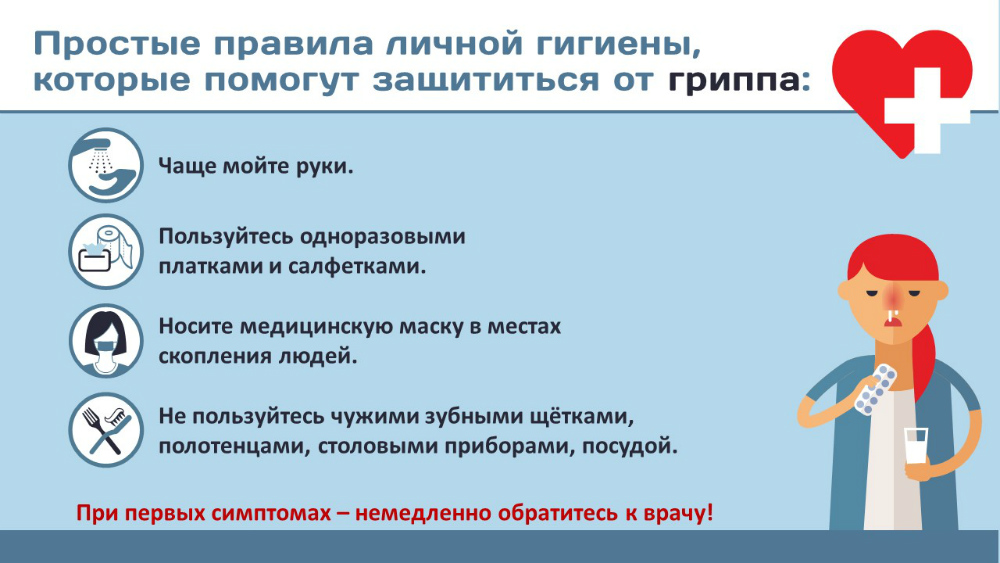 Простые правила личной гигиены,
которые помогут защититься от гриппа:
Чаще мойте руки.
Пользуйтесь одноразовыми
платками и салфетками.
Носите медицинскую маску в местах
скопления людей.
Не пользуйтесь чужими зубными щётками,
полотенцами, столовыми приборами, посудой.
При первых симптомах – немедленно обратитесь к врачу!